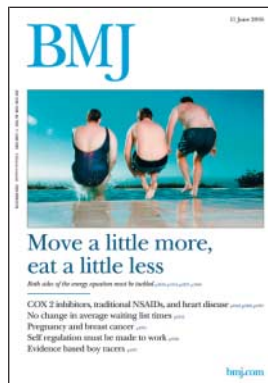 17 June 2006
BMJ
Move a little more,
eat a little less
Both sides of the energy equation must be tackled
COX 2 inhibitors, traditional NSAIDs, and heart disease
No change in average waiting list times
Pregnancy and breast cancer
Self regulation must be made to work
Evidence based boy racers
bmj.com